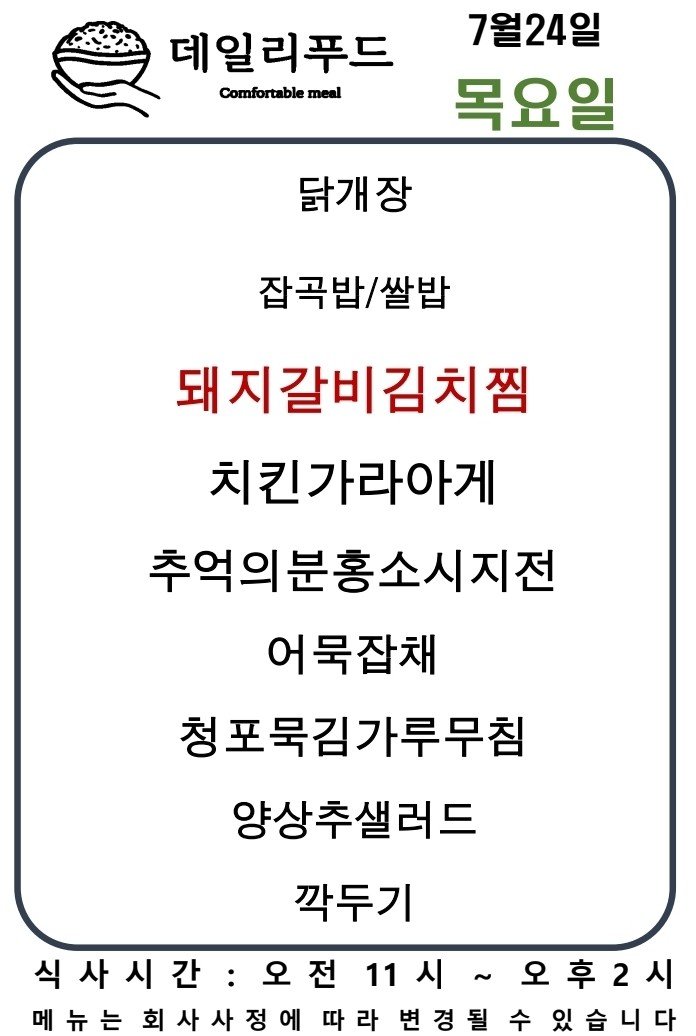 데일리푸드
Comfortable meal
7월24일
목요일
닭개장
잡곡밥/쌀밥
돼지갈비김치찜
치킨가라아게
추억의분홍소시지전
어묵잡채
청포묵김가루무침
양상추샐러드
깍두기
식사시간 : 오전 11시 ~ 오후 2시
메뉴는 회사사정에 따라 변경될 수 있습니다